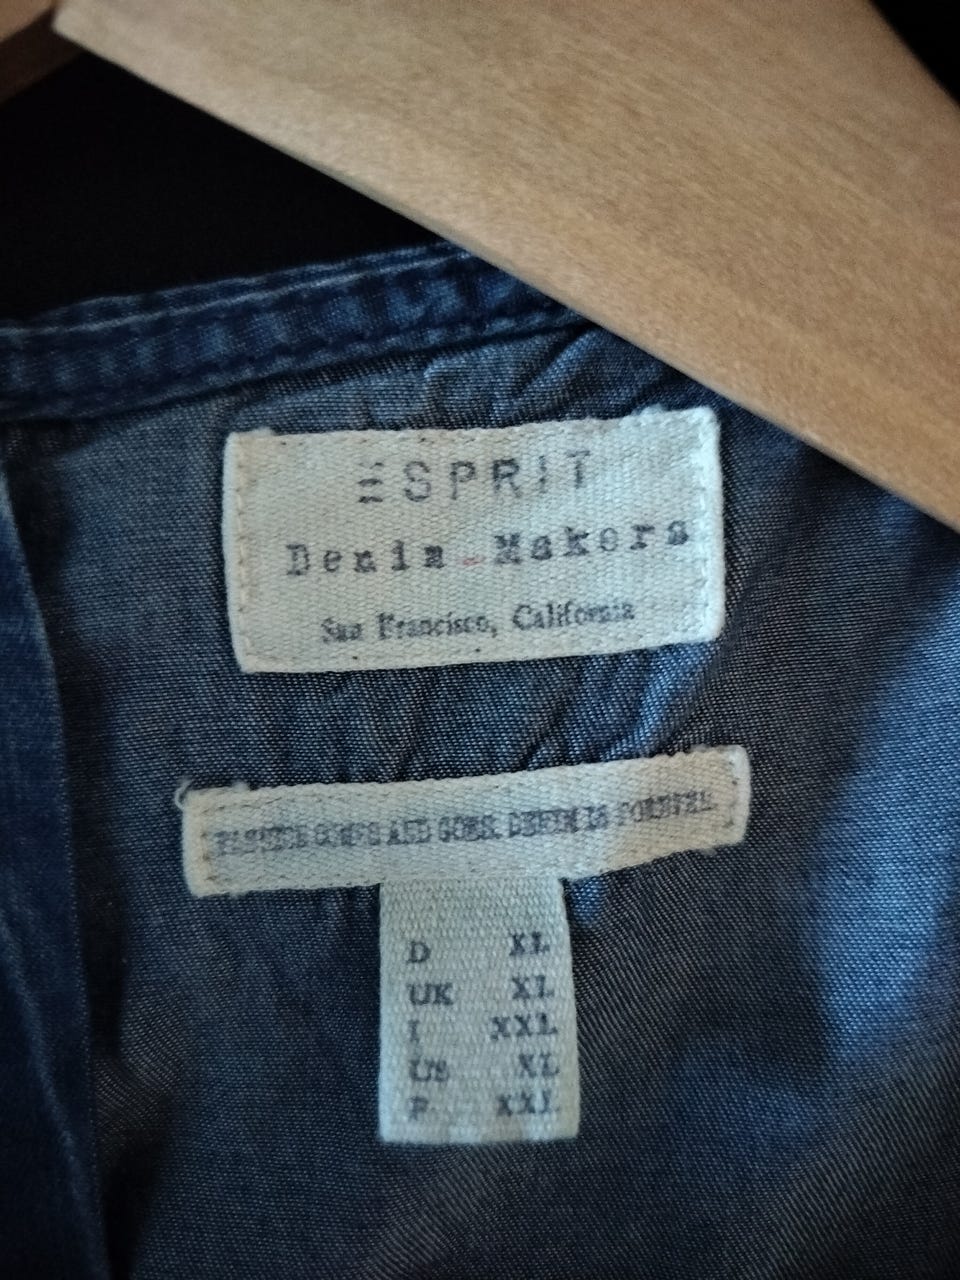 ESPRIT
Denim - Makers
San Francisco, California
FASHION COMES AND GOES. DENIM IS FOREVER.
D XL
UK XL
I XXL
US XL
F XXL